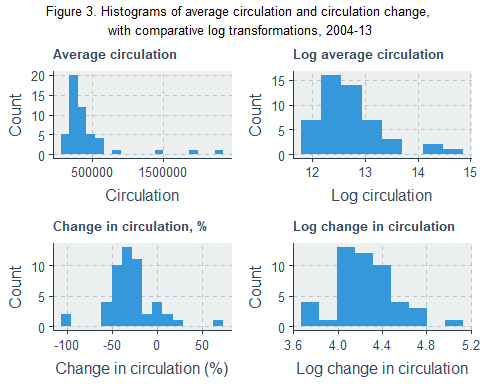 Figure 3. Histograms of average circulation and circulation change,
with comparative log transformations, 2004-13
Average circulation
Count
20
15
10
5
0
500000 1500000
Circulation
Log average circulation
Count
15
10
5
0
12 13 14 15
Log circulation
Change in circulation, %
Count
10
5
0
-100 -50 0 50
Change in circulation (%)
Log change in circulation
Count
10
5
0
3.6 4.0 4.4 4.8 5.2
Log change in circulation